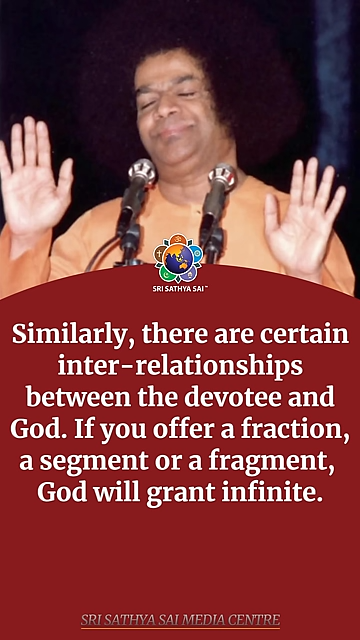 SRI SATHYA SAI™
Similarly, there are certain
inter-relationships
between the devotee and
God. If you offer a fraction,
a segment or a fragment,
God will grant infinite.
SRI SATHYA SAI MEDIA CENTRE